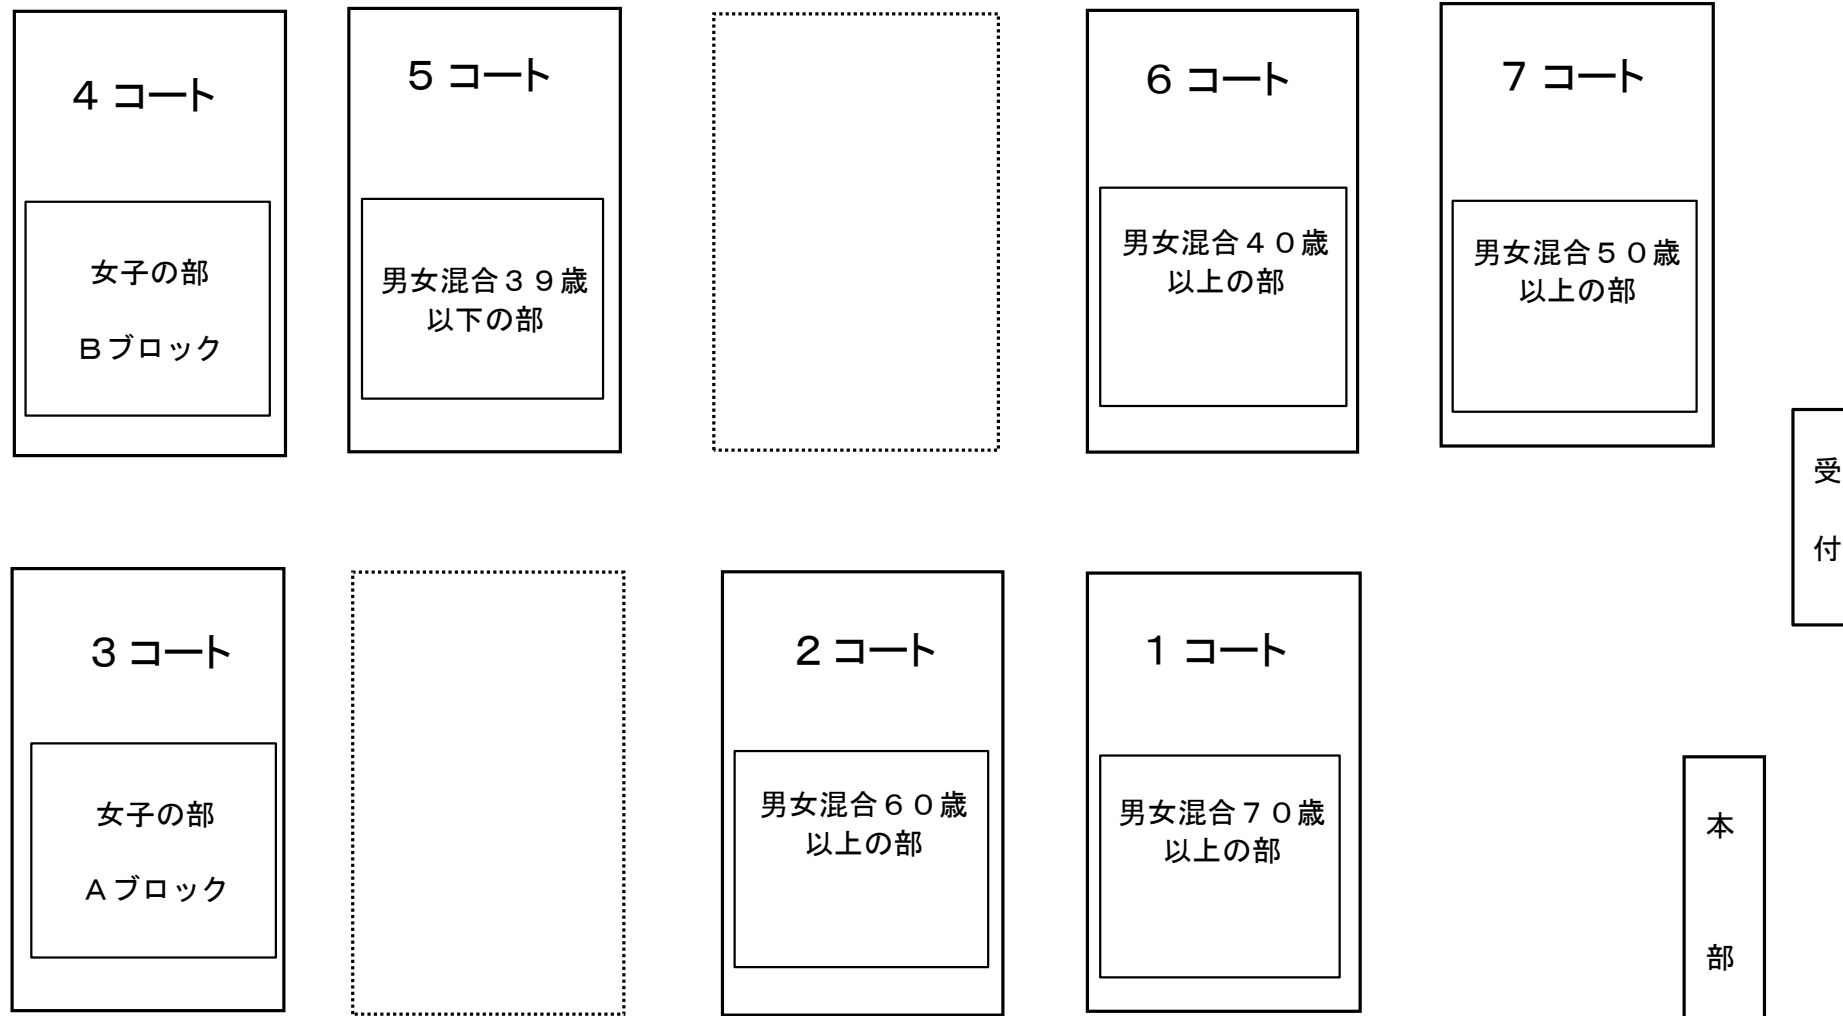 ４コート
女子の部
Ｂブロック
５コート
男女混合３９歳
以下の部
６コート
男女混合４０歳
以上の部
７コート
男女混合５０歳
以上の部
受付
３コート
女子の部
Ａブロック
２コート
男女混合６０歳
以上の部
１コート
男女混合７０歳
以上の部
本部